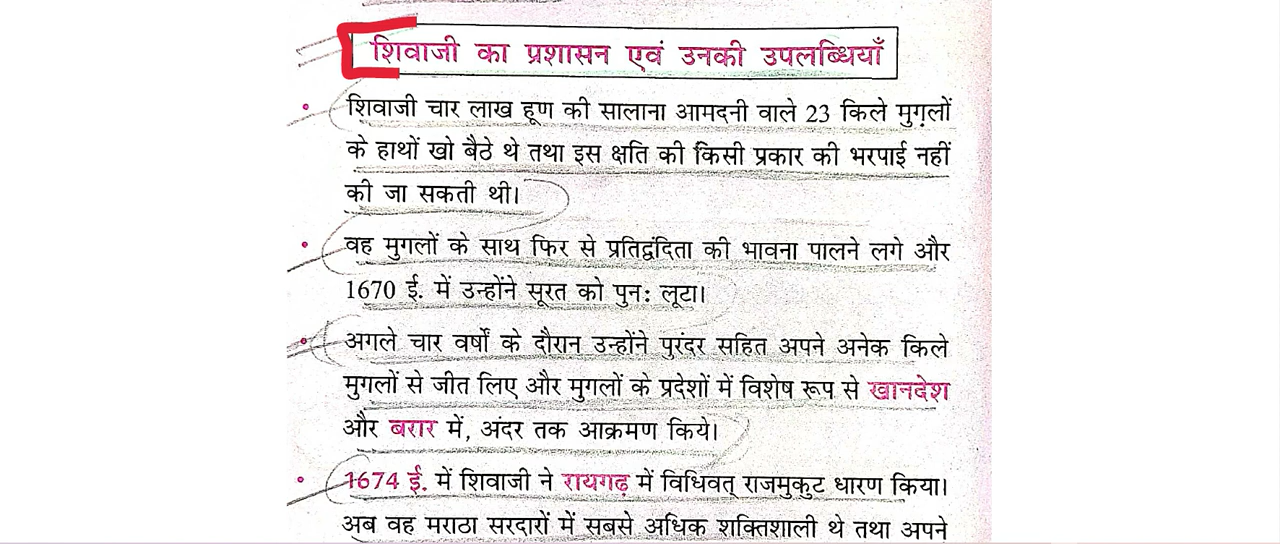 शिवाजी का प्रशासन एवं उनकी उपलब्धियाँ
• शिवाजी चार लाख हूण की सालाना आमदनी वाले 23 किले मुग़लों
के हाथों खो बैठे थे तथा इस क्षति की किसी प्रकार की भरपाई नहीं
की जा सकती थी।
• वह मुगलों के साथ फिर से प्रतिद्वंदिता की भावना पालने लगे और
1670 ई. में उन्होंने सूरत को पुनः लूटा।
• अगले चार वर्षों के दौरान उन्होंने पुरंदर सहित अपने अनेक किले
मुगलों से जीत लिए और मुगलों के प्रदेशों में विशेष रूप से खानदेश
और बरार में, अंदर तक आक्रमण किये।
• 1674 ई. में शिवाजी ने रायगढ़ में विधिवत् राजमुकुट धारण किया।
अब वह मराठा सरदारों में सबसे अधिक शक्तिशाली थे तथा अपने